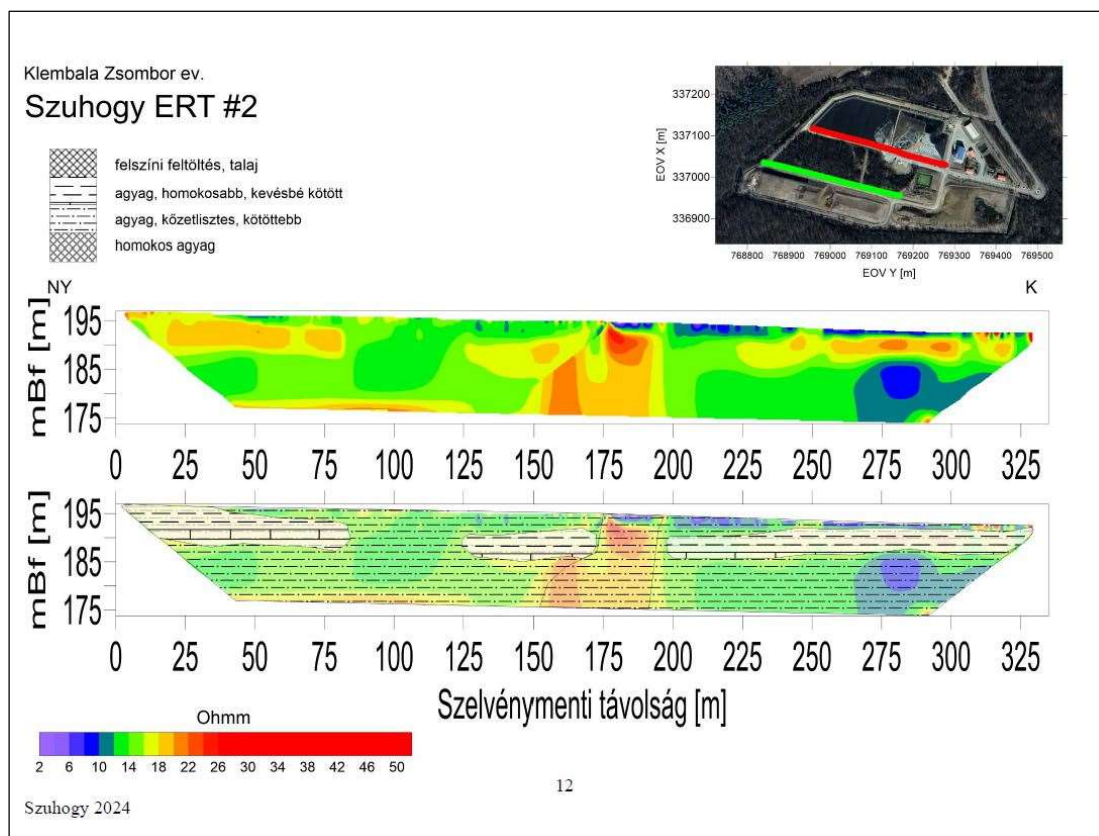 Klembala Zsombor ev.
Szuhogy ERT #2
felszíni feltöltés, talaj
agyag, homokosabb, kevésbé kötött
agyag, kőzetlisztes, kötöttebb
homokos agyag
EOV X [m]
337200
337100
337000
336900
768800 768900 769000 769100 769200 769300 769400 769500
EOV Y [m]
NY
K
mBf [m]
195
185
175
0 25 50 75 100 125 150 175 200 225 250 275 300 325
mBf [m]
195
185
175
0 25 50 75 100 125 150 175 200 225 250 275 300 325
Szelvénymenti távolság [m]
Ohmm
2 6 10 14 18 22 26 30 34 38 42 46 50
12
Szuhogy 2024